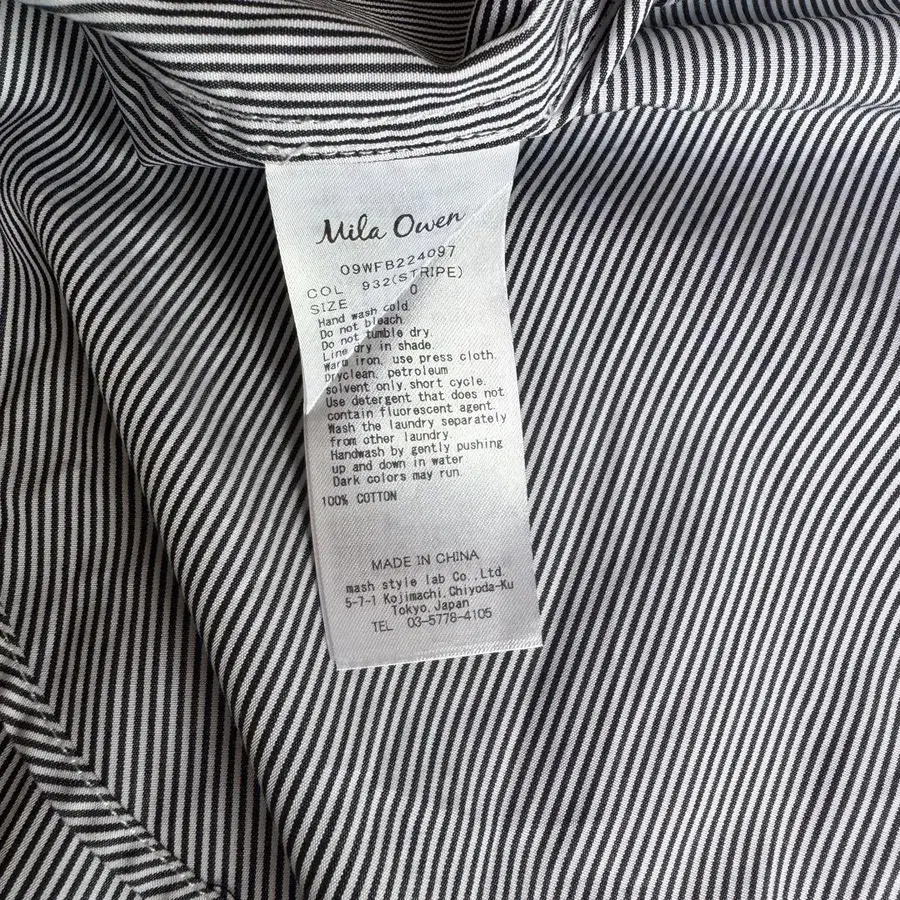 Mila Owen
09WFB224097
COL 932(STRIPE)
SIZE 0
Hand wash cold.
Do not bleach.
Do not tumble dry.
Line dry in shade.
Warm iron, use press cloth.
Dryclean, petroleum
solvent only, short cycle.
Use detergent that does not
contain fluorescent agent.
Wash the laundry separately
from other laundry.
Handwash by gently pushing
up and down in water
Dark colors may run.
100% COTTON
MADE IN CHINA
mash style lab Co., Ltd.
5-7-1 Kojimachi, Chiyoda-Ku
Tokyo, Japan
TEL 03-5778-4105